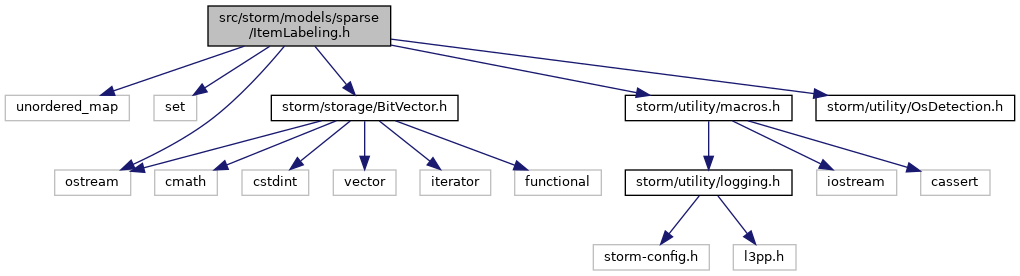 src/storm/models/sparse
/ItemLabeling.h
unordered_map
set
storm/storage/BitVector.h
storm/utility/macros.h
storm/utility/OsDetection.h
ostream
cmath
cstdint
vector
iterator
functional
storm/utility/logging.h
iostream
cassert
storm-config.h
l3pp.h